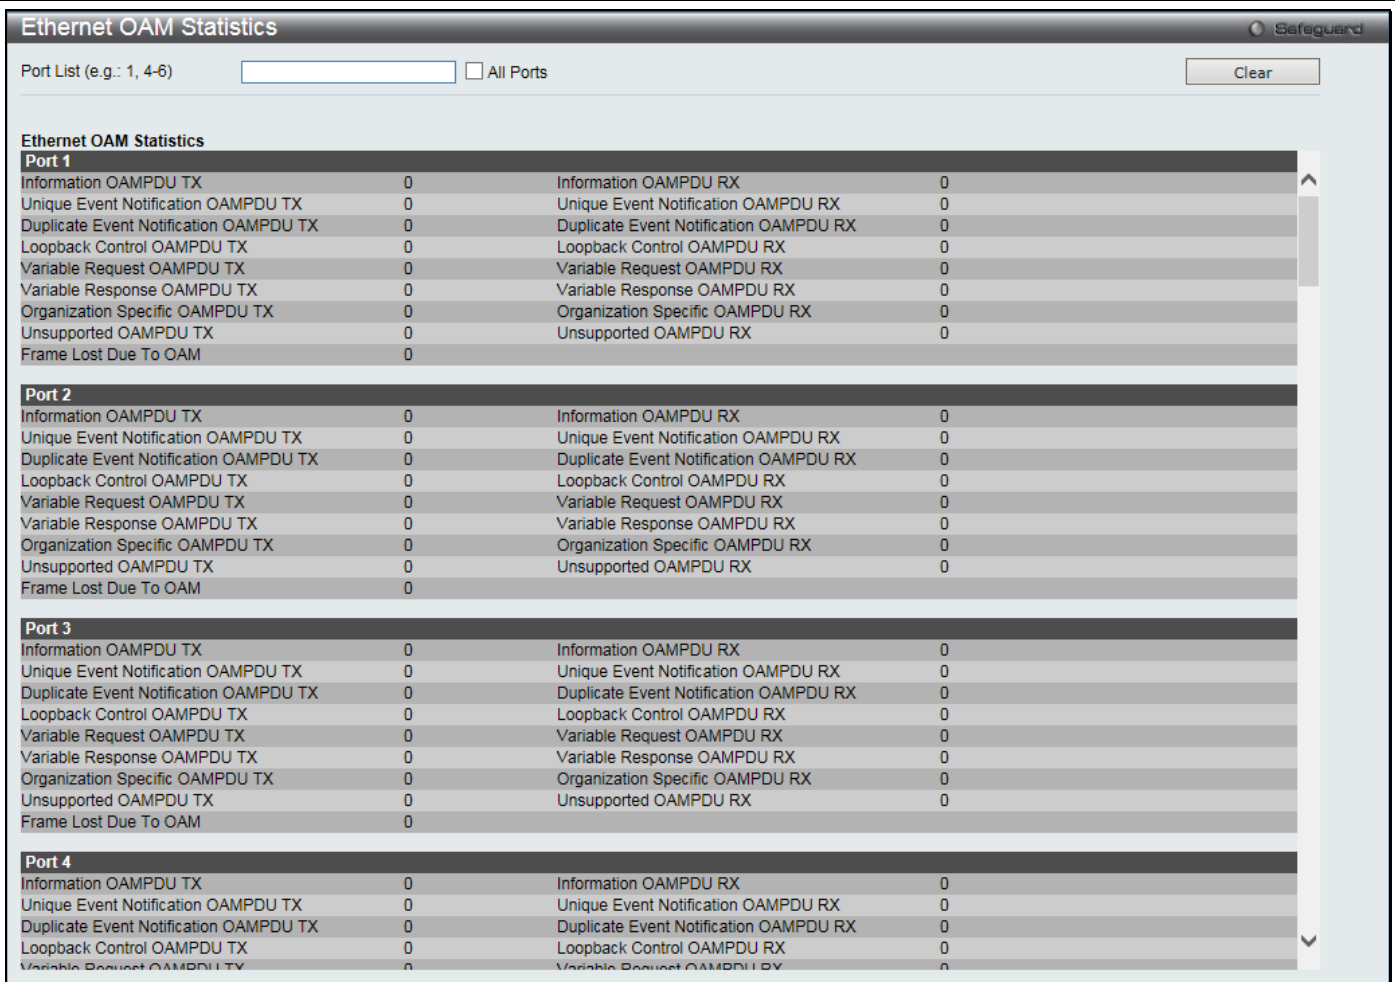 Ethernet OAM Statistics Safeguard
Port List (e.g.: 1, 4-6) All Ports Clear
Ethernet OAM Statistics
Port 1
Information OAMPDU TX 0 Information OAMPDU RX 0
Unique Event Notification OAMPDU TX 0 Unique Event Notification OAMPDU RX 0
Duplicate Event Notification OAMPDU TX 0 Duplicate Event Notification OAMPDU RX 0
Loopback Control OAMPDU TX 0 Loopback Control OAMPDU RX 0
Variable Request OAMPDU TX 0 Variable Request OAMPDU RX 0
Variable Response OAMPDU TX 0 Variable Response OAMPDU RX 0
Organization Specific OAMPDU TX 0 Organization Specific OAMPDU RX 0
Unsupported OAMPDU TX 0 Unsupported OAMPDU RX 0
Frame Lost Due To OAM 0
Port 2
Information OAMPDU TX 0 Information OAMPDU RX 0
Unique Event Notification OAMPDU TX 0 Unique Event Notification OAMPDU RX 0
Duplicate Event Notification OAMPDU TX 0 Duplicate Event Notification OAMPDU RX 0
Loopback Control OAMPDU TX 0 Loopback Control OAMPDU RX 0
Variable Request OAMPDU TX 0 Variable Request OAMPDU RX 0
Variable Response OAMPDU TX 0 Variable Response OAMPDU RX 0
Organization Specific OAMPDU TX 0 Organization Specific OAMPDU RX 0
Unsupported OAMPDU TX 0 Unsupported OAMPDU RX 0
Frame Lost Due To OAM 0
Port 3
Information OAMPDU TX 0 Information OAMPDU RX 0
Unique Event Notification OAMPDU TX 0 Unique Event Notification OAMPDU RX 0
Duplicate Event Notification OAMPDU TX 0 Duplicate Event Notification OAMPDU RX 0
Loopback Control OAMPDU TX 0 Loopback Control OAMPDU RX 0
Variable Request OAMPDU TX 0 Variable Request OAMPDU RX 0
Variable Response OAMPDU TX 0 Variable Response OAMPDU RX 0
Organization Specific OAMPDU TX 0 Organization Specific OAMPDU RX 0
Unsupported OAMPDU TX 0 Unsupported OAMPDU RX 0
Frame Lost Due To OAM 0
Port 4
Information OAMPDU TX 0 Information OAMPDU RX 0
Unique Event Notification OAMPDU TX 0 Unique Event Notification OAMPDU RX 0
Duplicate Event Notification OAMPDU TX 0 Duplicate Event Notification OAMPDU RX 0
Loopback Control OAMPDU TX 0 Loopback Control OAMPDU RX 0
Variable Request OAMPDU TX 0 Variable Request OAMPDU RX 0